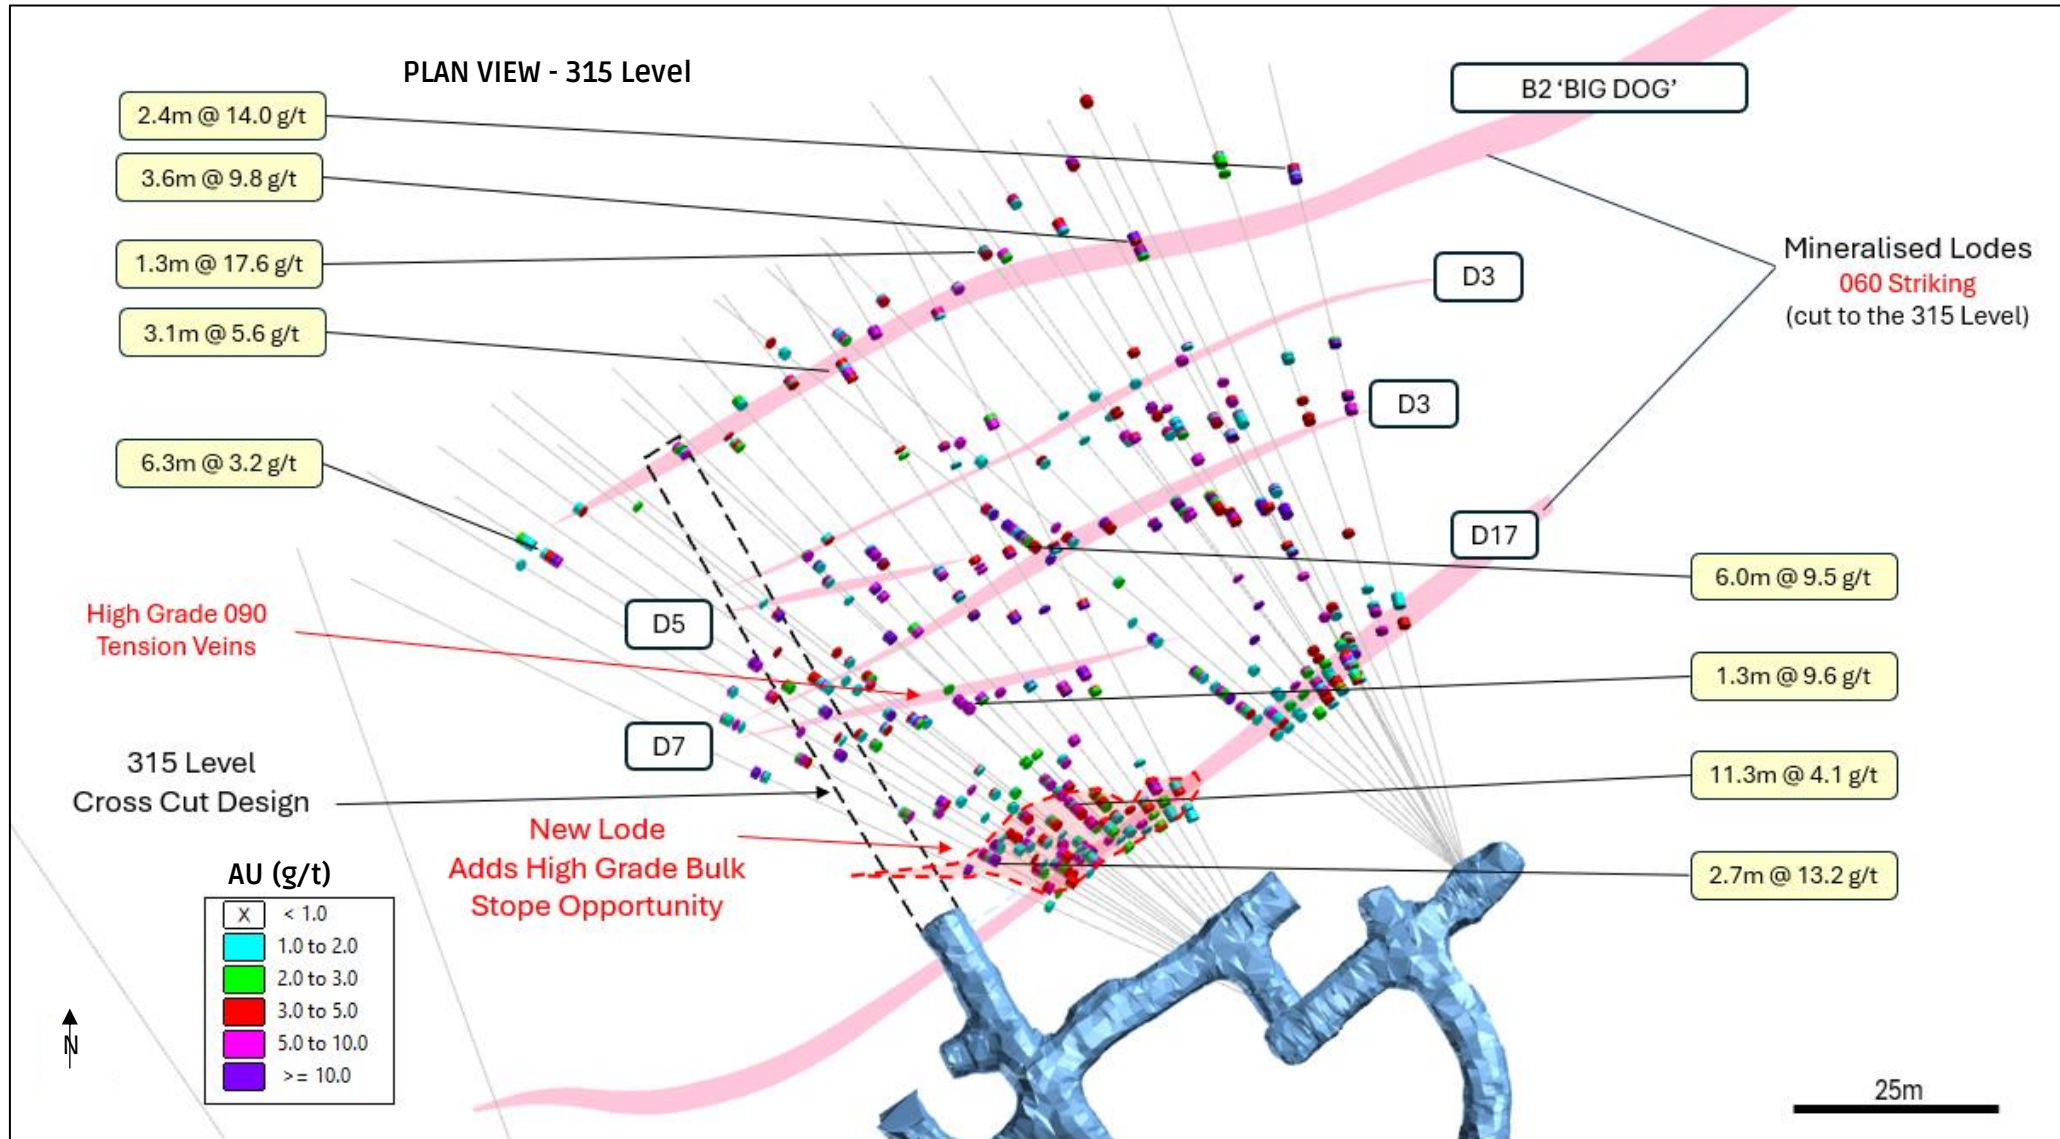 PLAN VIEW - 315 Level
B2 ‘BIG DOG’
2.4m @ 14.0 g/t
3.6m @ 9.8 g/t
1.3m @ 17.6 g/t
3.1m @ 5.6 g/t
6.3m @ 3.2 g/t
Mineralised Lodes
060 Striking
(cut to the 315 Level)
D3
D3
D17
6.0m @ 9.5 g/t
1.3m @ 9.6 g/t
11.3m @ 4.1 g/t
2.7m @ 13.2 g/t
High Grade 090
Tension Veins
D5
D7
315 Level
Cross Cut Design
New Lode
Adds High Grade Bulk
Stope Opportunity
AU (g/t)
X < 1.0
1.0 to 2.0
2.0 to 3.0
3.0 to 5.0
5.0 to 10.0
>= 10.0
N
25m